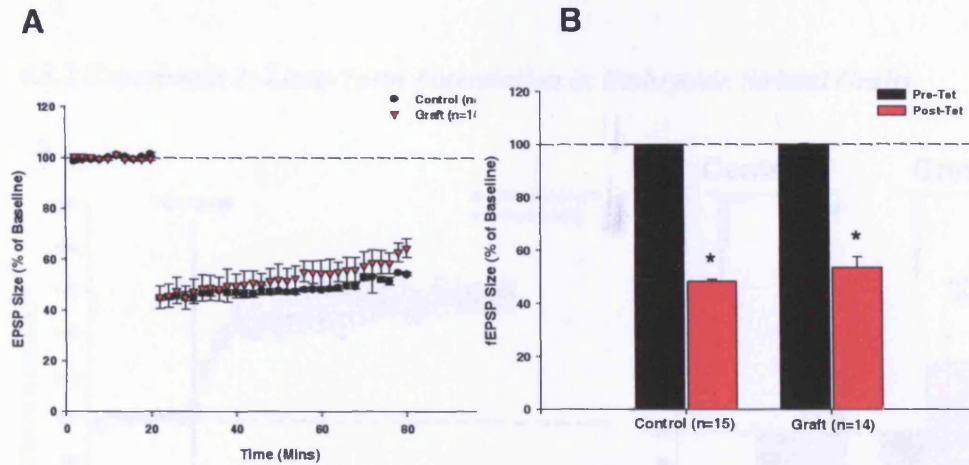 A
B
120
100
80
60
40
20
0
EPSP Size (% of Baseline)
Control (n
Graft (n=1
0
20
40
60
80
Time (Mins)
120
100
80
60
40
20
0
fEPSP Size (% of Baseline)
Pre-Tet
Post-Tet
*
*
Control (n=15)
Graft (n=14)